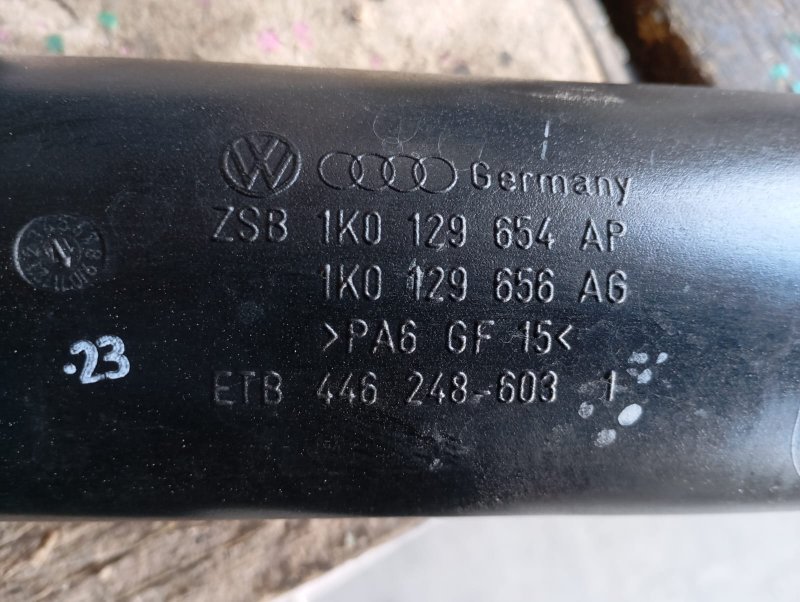 VW Germany
ZSB 1K0 129 654 AP
1K0 129 656 AG
>PA6 GF 15<
ETB 446 248-603 1
.23